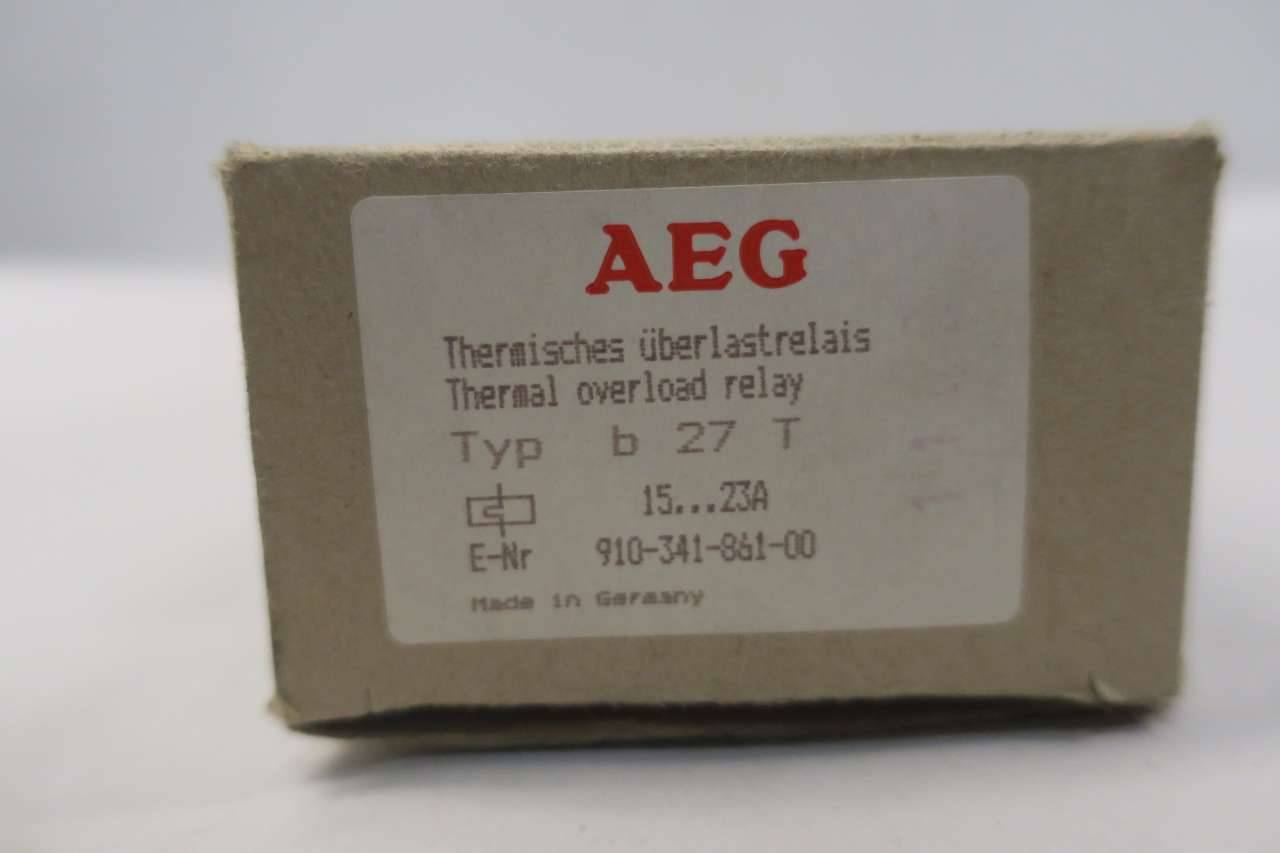 AEG
Thermisches überlastrelais
Thermal overload relay
Typ b 27 T
15...23A
E-Nr 910-341-861-00
Made in Germany